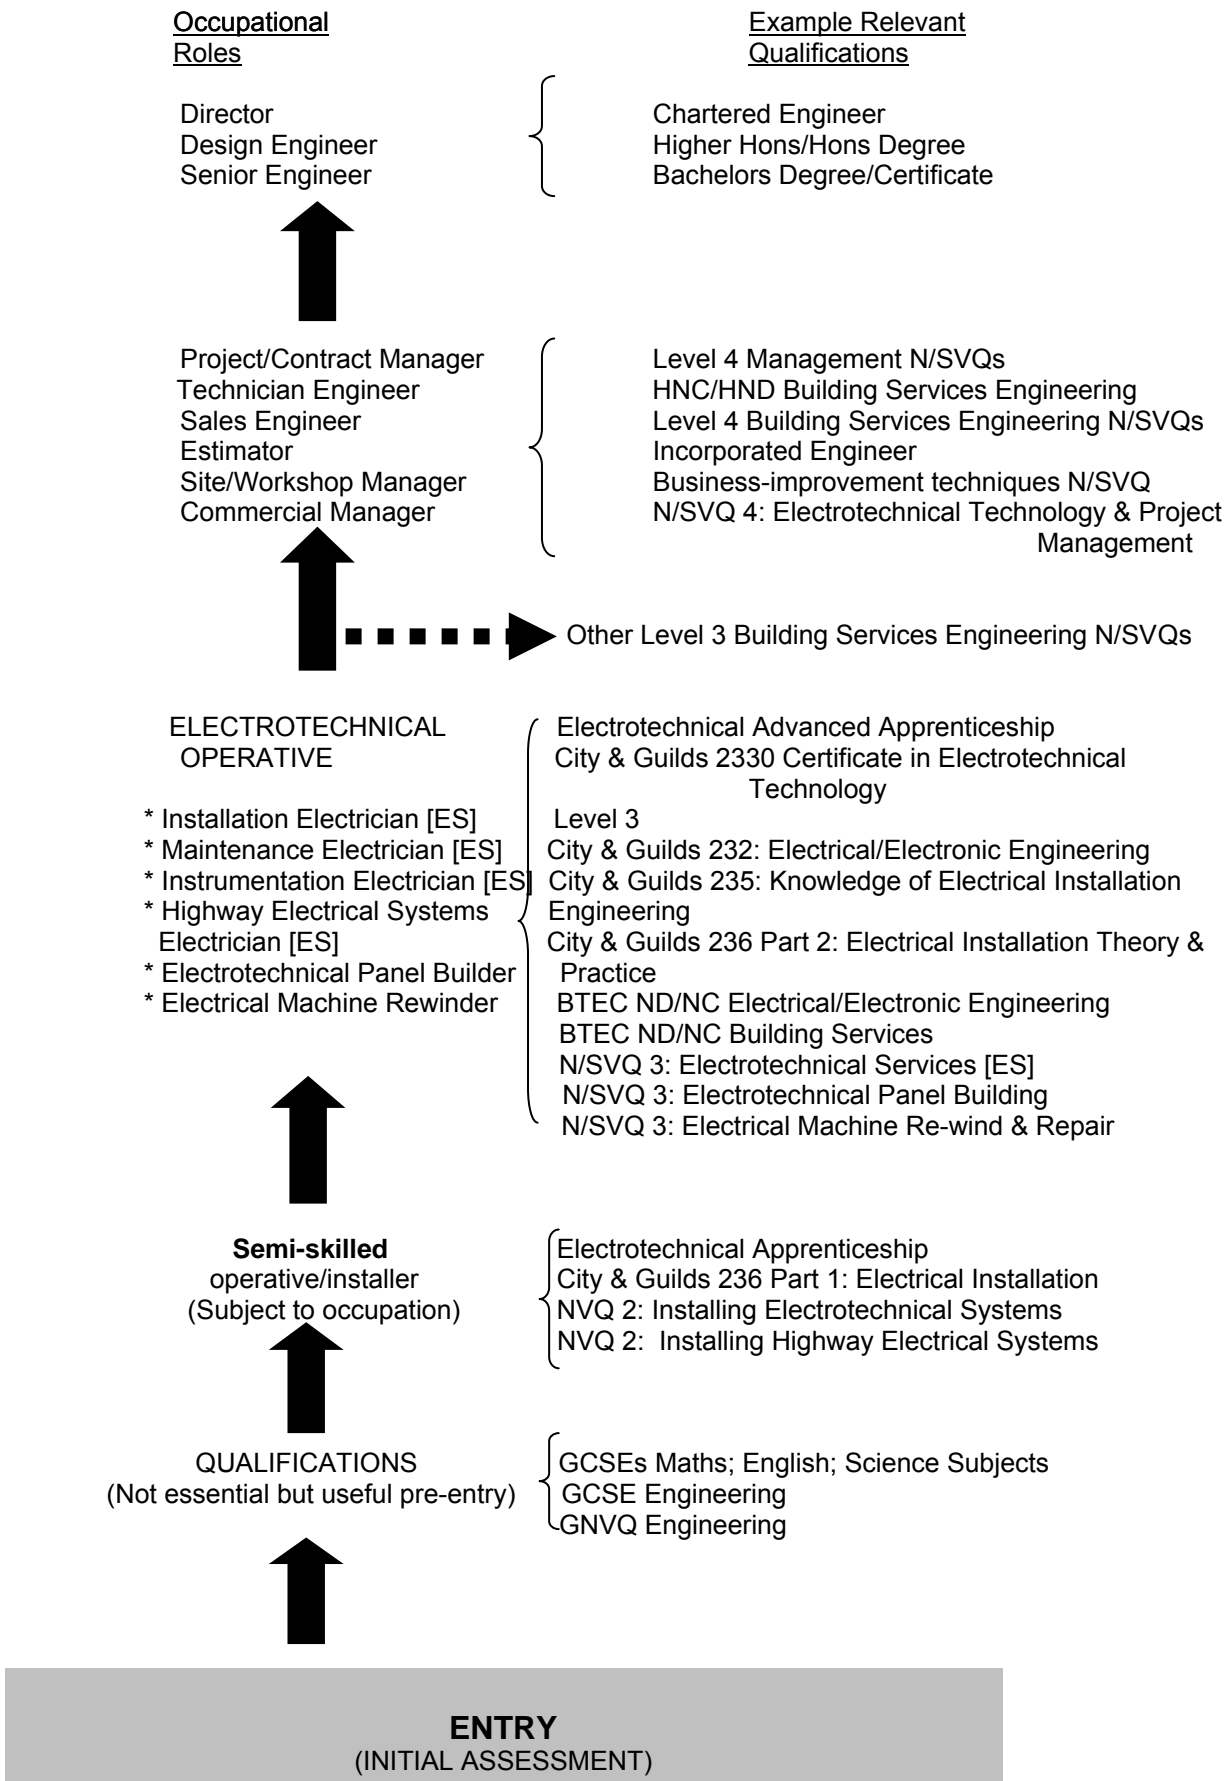 Occupational
Roles
Example Relevant
Qualifications
Director
Design Engineer
Senior Engineer
Chartered Engineer
Higher Hons/Hons Degree
Bachelors Degree/Certificate
Project/Contract Manager
Technician Engineer
Sales Engineer
Estimator
Site/Workshop Manager
Commercial Manager
Level 4 Management N/SVQs
HNC/HND Building Services Engineering
Level 4 Building Services Engineering N/SVQs
Incorporated Engineer
Business-improvement techniques N/SVQ
N/SVQ 4: Electrotechnical Technology & Project
Management
Other Level 3 Building Services Engineering N/SVQs
ELECTROTECHNICAL
OPERATIVE
* Installation Electrician [ES]
* Maintenance Electrician [ES]
* Instrumentation Electrician [ES]
* Highway Electrical Systems
Electrician [ES]
* Electrotechnical Panel Builder
* Electrical Machine Rewinder
Electrotechnical Advanced Apprenticeship
City & Guilds 2330 Certificate in Electrotechnical
Technology
Level 3
City & Guilds 232: Electrical/Electronic Engineering
City & Guilds 235: Knowledge of Electrical Installation
Engineering
City & Guilds 236 Part 2: Electrical Installation Theory &
Practice
BTEC ND/NC Electrical/Electronic Engineering
BTEC ND/NC Building Services
N/SVQ 3: Electrotechnical Services [ES]
N/SVQ 3: Electrotechnical Panel Building
N/SVQ 3: Electrical Machine Re-wind & Repair
Semi-skilled
operative/installer
(Subject to occupation)
Electrotechnical Apprenticeship
City & Guilds 236 Part 1: Electrical Installation
NVQ 2: Installing Electrotechnical Systems
NVQ 2: Installing Highway Electrical Systems
QUALIFICATIONS
(Not essential but useful pre-entry)
GCSEs Maths; English; Science Subjects
GCSE Engineering
GNVQ Engineering
ENTRY
(INITIAL ASSESSMENT)